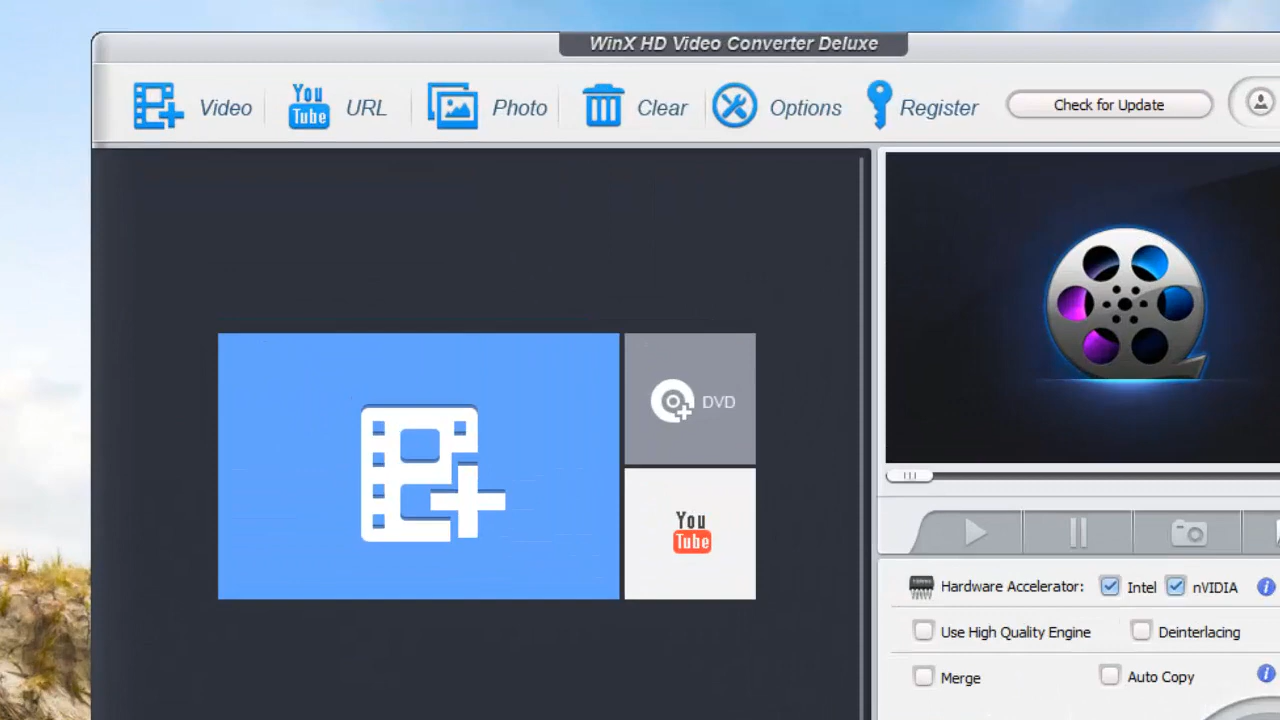 WinX HD Video Converter Deluxe
Video
You
Tube
URL
Photo
Clear
Options
Register
Check for Update
DVD
You
Tube
Hardware Accelerator: Intel nVIDIA
Use High Quality Engine Deinterlacing
Merge Auto Copy